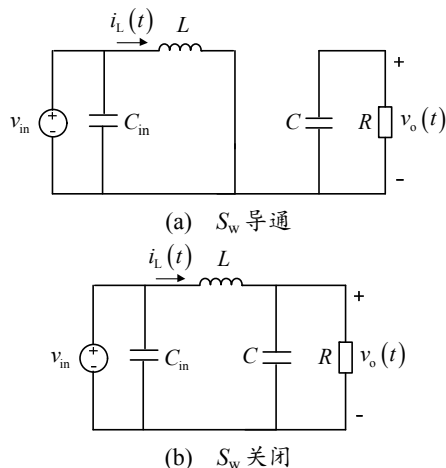 i_L(t) L
+
v_in + - C_in C R v_o(t)
-
(a) S_w 导通
i_L(t) L
+
v_in + - C_in C R v_o(t)
-
(b) S_w 关闭